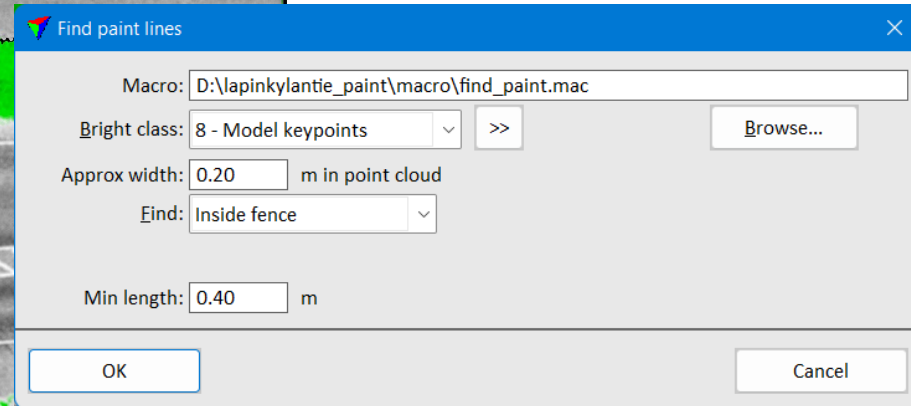 Find paint lines
Macro: D:\lapinkylantie_paint\macro\find_paint.mac
Bright class: 8 - Model keypoints >> Browse...
Approx width: 0.20 m in point cloud
Find: Inside fence
Min length: 0.40 m
OK Cancel